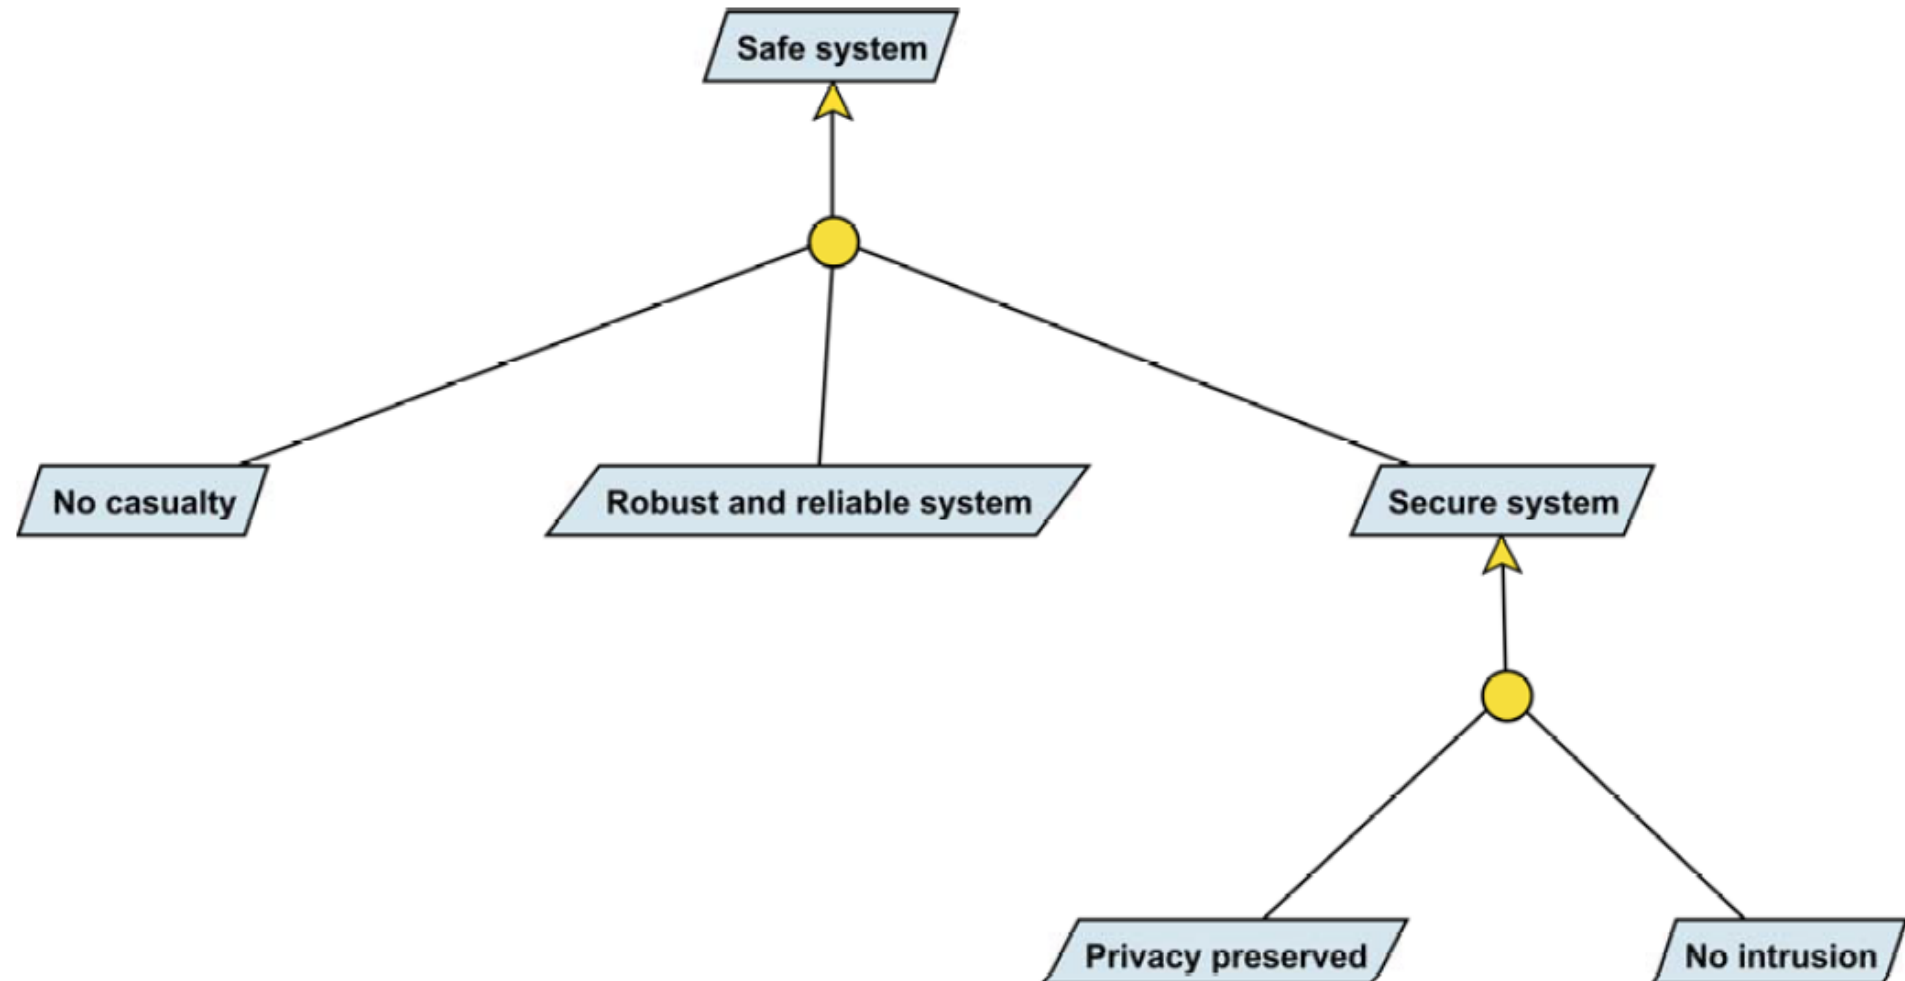 Safe system
No casualty
Robust and reliable system
Secure system
Privacy preserved
No intrusion